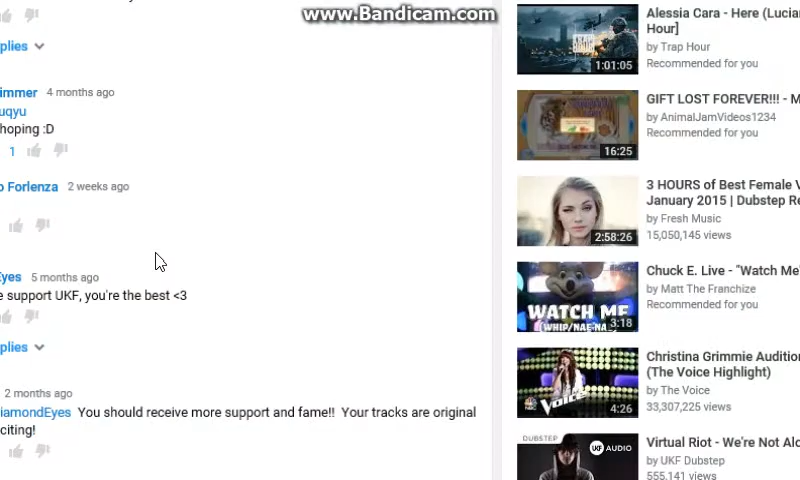 www.Bandicam.com
plies
immer 4 months ago
uqyu
hoping :D
1
o Forlenza 2 weeks ago
Eyes 5 months ago
e support UKF, you're the best <3
plies
2 months ago
iamondEyes You should receive more support and fame!! Your tracks are original
citing!
Alessia Cara - Here (Lucian
Hour]
by Trap Hour
Recommended for you
1:01:05
GIFT LOST FOREVER!!! - M
by AnimalJamVideos1234
Recommended for you
16:25
3 HOURS of Best Female V
January 2015 | Dubstep Re
by Fresh Music
15,050,145 views
2:58:26
Chuck E. Live - "Watch Me"
by Matt The Franchize
Recommended for you
WATCH ME
(WHIP/NAE-NA
3:18
Christina Grimmie Audition
(The Voice Highlight)
by The Voice
33,307,225 views
Voice
4:26
Virtual Riot - We're Not Alo
by UKF Dubstep
555,141 views
DUBSTEP
UKF AUDIO